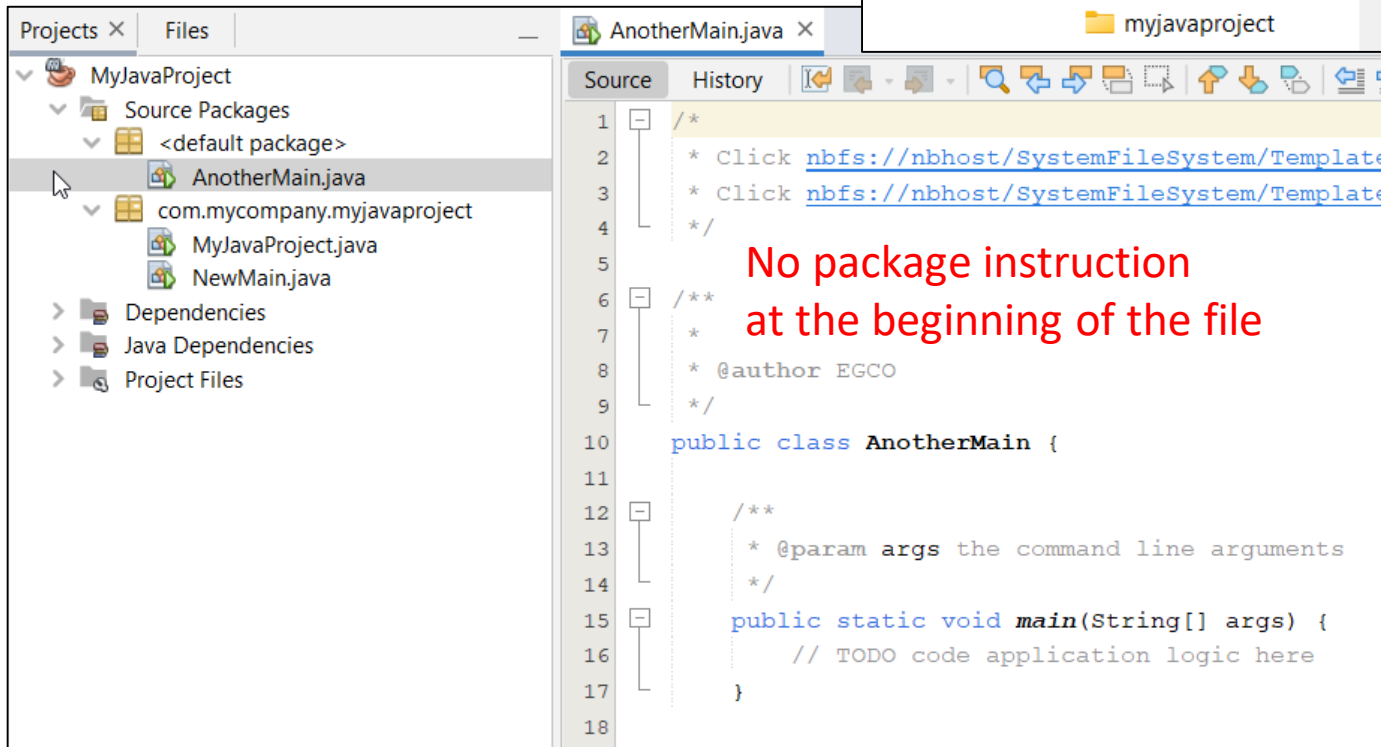 Projects × Files
MyJavaProject
Source Packages
<default package>
AnotherMain.java
com.mycompany.myjavaproject
MyJavaProject.java
NewMain.java
Dependencies
Java Dependencies
Project Files
AnotherMain.java ×
myjavaproject
Source History
1 /*
2 * Click nbfs://nbhost/SystemFileSystem/Template
3 * Click nbfs://nbhost/SystemFileSystem/Template
4 */
5
No package instruction
at the beginning of the file
6 /**
7 *
8 * @author EGCO
9 */
10 public class AnotherMain {
11
12 /**
13 * @param args the command line arguments
14 */
15 public static void main(String[] args) {
16 // TODO code application logic here
17 }
18